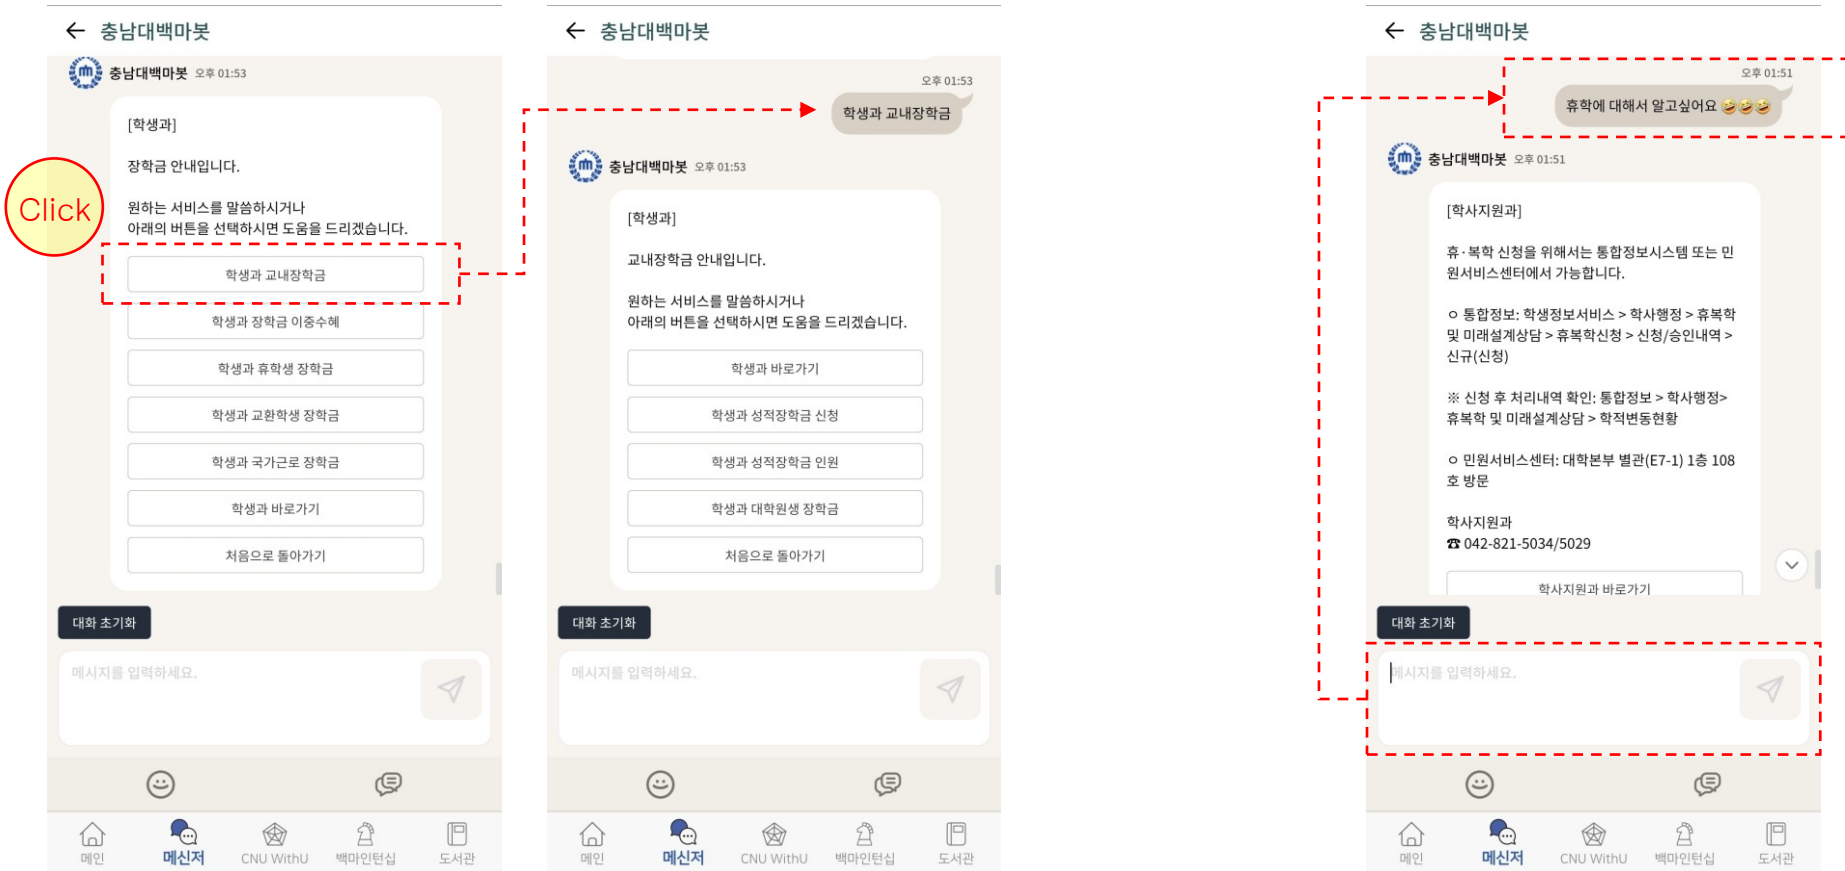 충남대백마봇
충남대백마봇 오후 01:53
[학생과]
장학금 안내입니다.
원하는 서비스를 말씀하시거나
아래의 버튼을 선택하시면 도움을 드리겠습니다.
Click
학생과 교내장학금
학생과 장학금 이중수혜
학생과 휴학생 장학금
학생과 교환학생 장학금
학생과 국가근로 장학금
학생과 바로가기
처음으로 돌아가기
대화 초기화
메시지를 입력하세요.
메인
메신저
CNU WithU
백마인턴십
도서관
충남대백마봇
오후 01:53
학생과 교내장학금
충남대백마봇 오후 01:53
[학생과]
교내장학금 안내입니다.
원하는 서비스를 말씀하시거나
아래의 버튼을 선택하시면 도움을 드리겠습니다.
학생과 바로가기
학생과 성적장학금 신청
학생과 성적장학금 인원
학생과 대학원생 장학금
처음으로 돌아가기
대화 초기화
메시지를 입력하세요.
메인
메신저
CNU WithU
백마인턴십
도서관
충남대백마봇
오후 01:51
휴학에 대해서 알고싶어요 🤣🤣🤣
충남대백마봇 오후 01:51
[학사지원과]
휴·복학 신청을 위해서는 통합정보시스템 또는 민
원서비스센터에서 가능합니다.
ㅇ 통합정보: 학생정보서비스 > 학사행정 > 휴복학
및 미래설계상담 > 휴복학신청 > 신청/승인내역 >
신규(신청)
※ 신청 후 처리내역 확인: 통합정보 > 학사행정>
휴복학 및 미래설계상담 > 학적변동현황
ㅇ 민원서비스센터: 대학본부 별관(E7-1) 1층 108
호 방문
학사지원과
☎ 042-821-5034/5029
학사지원과 바로가기
대화 초기화
메시지를 입력하세요.
메인
메신저
CNU WithU
백마인턴십
도서관